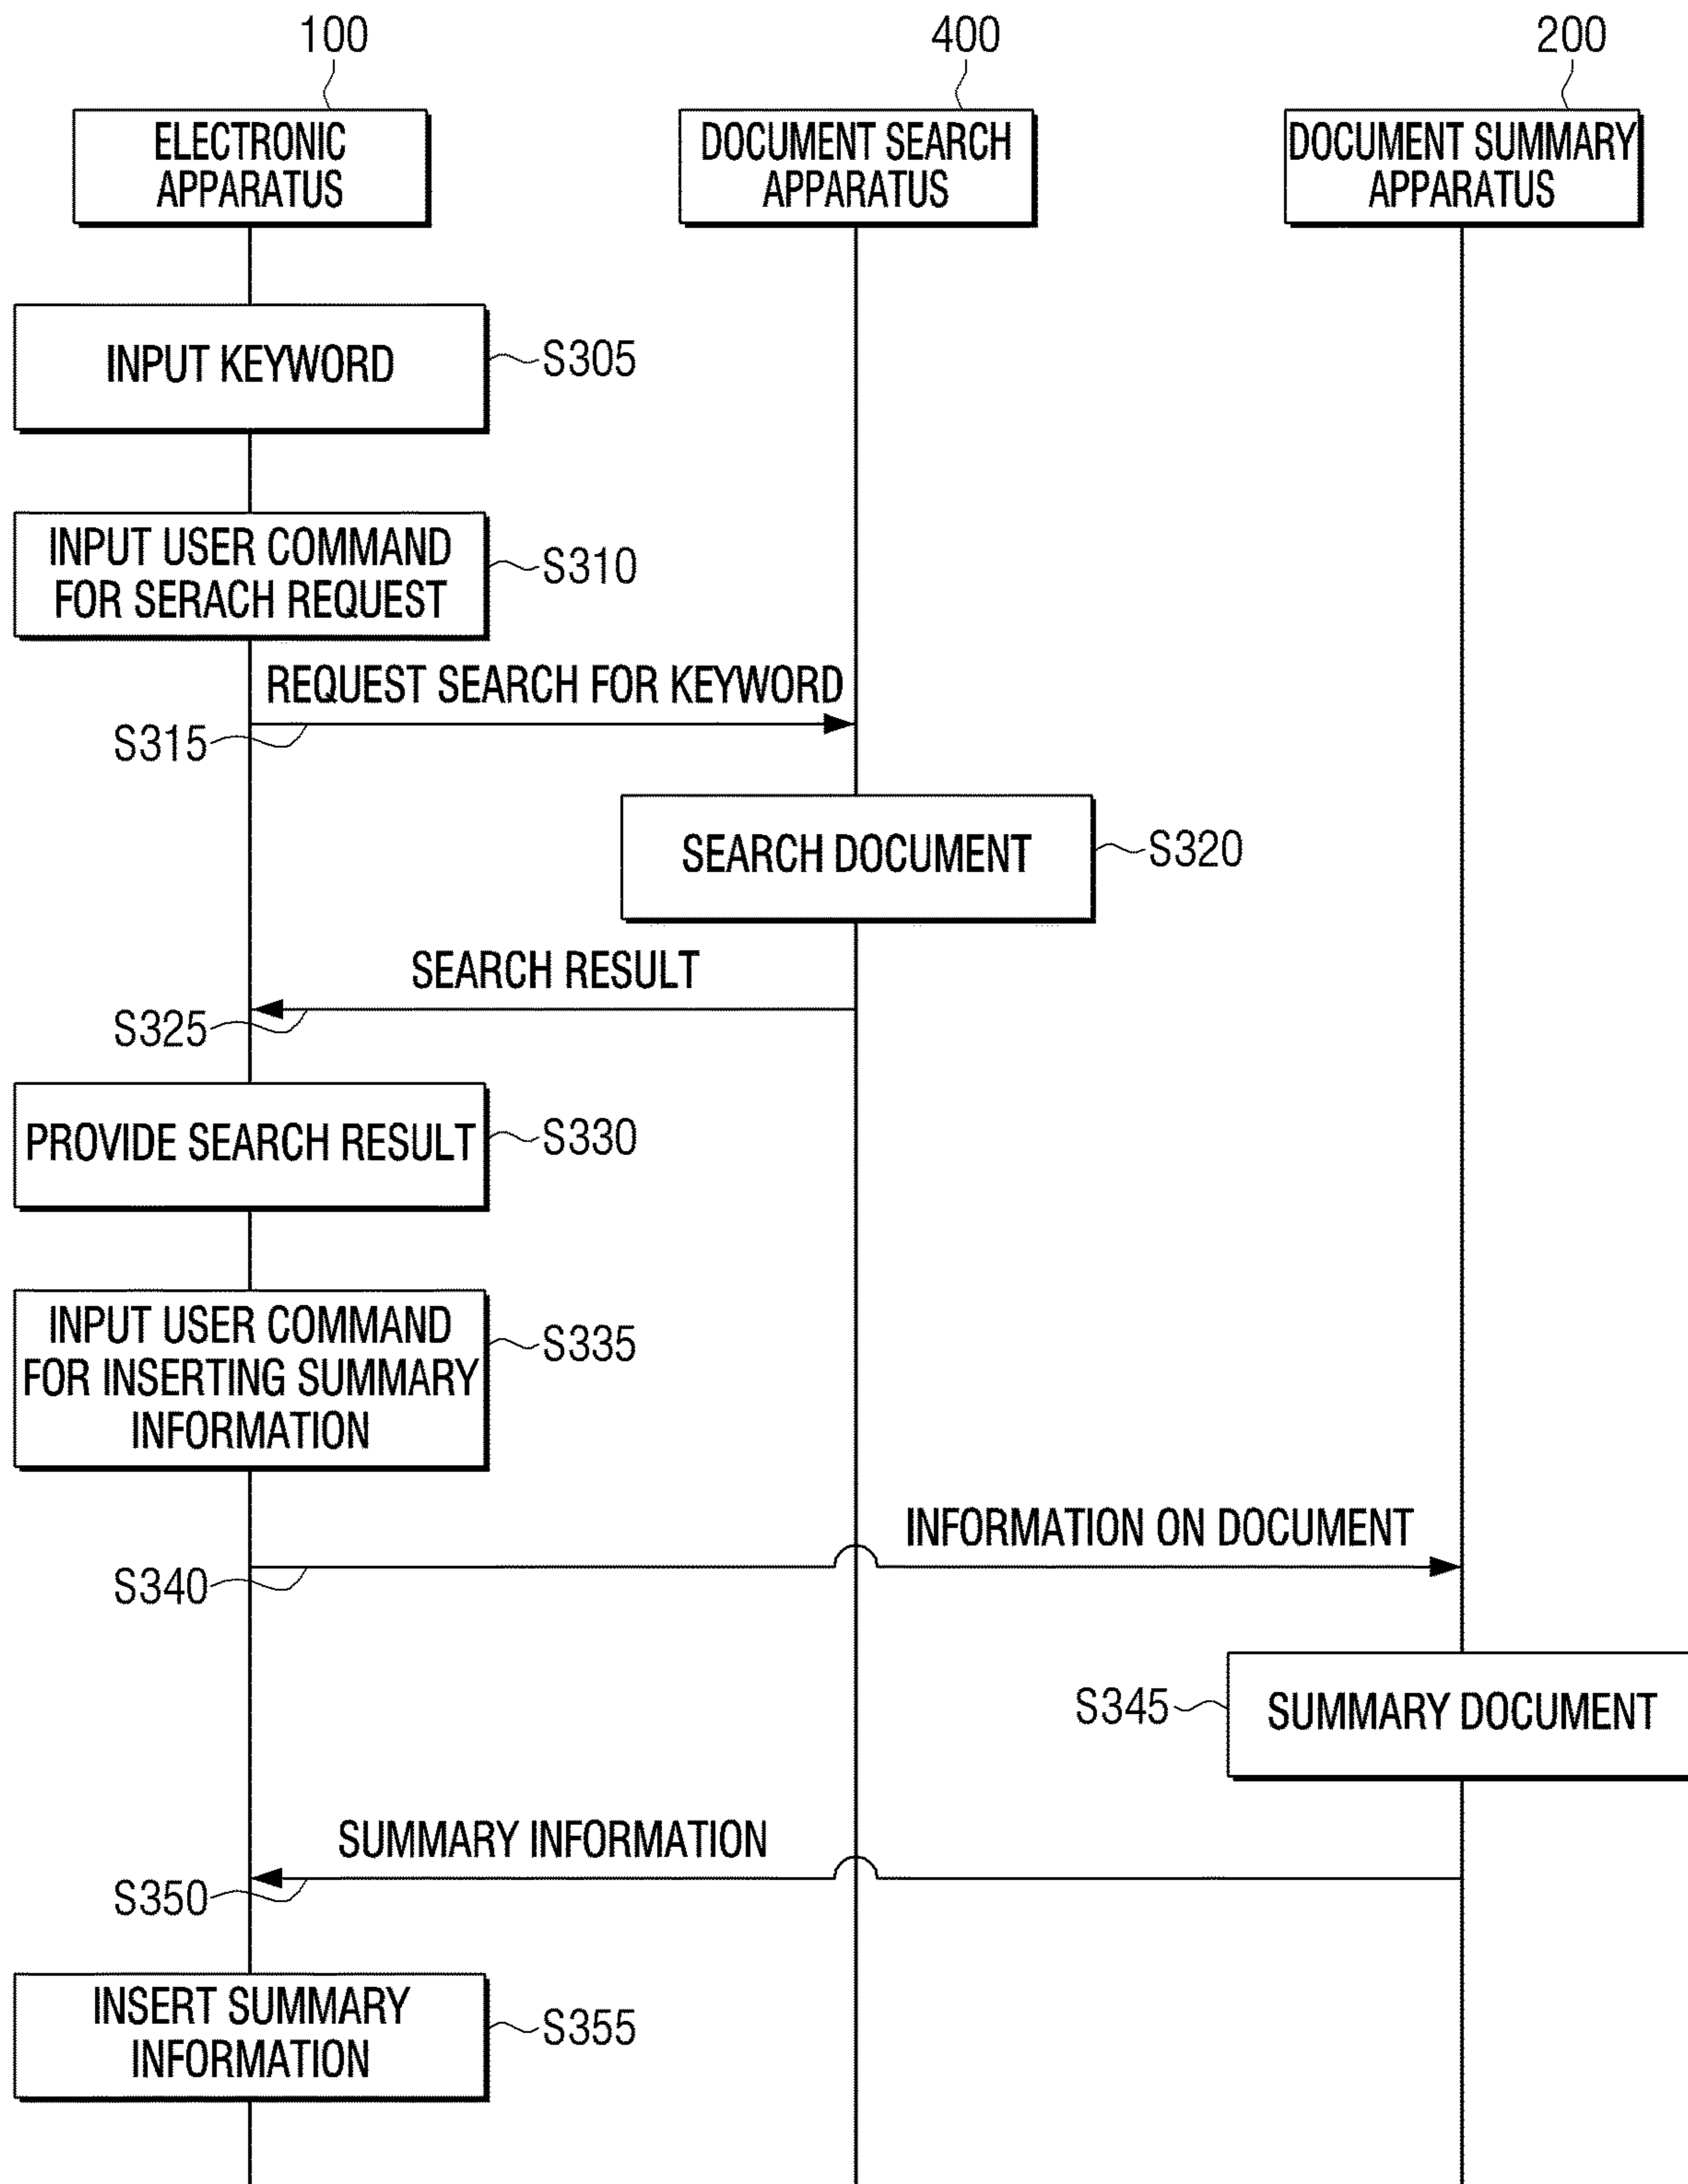 100
400
200
ELECTRONIC
APPARATUS
DOCUMENT SEARCH
APPARATUS
DOCUMENT SUMMARY
APPARATUS
INPUT KEYWORD
S305
INPUT USER COMMAND
FOR SERACH REQUEST
S310
REQUEST SEARCH FOR KEYWORD
S315
SEARCH DOCUMENT
S320
SEARCH RESULT
S325
PROVIDE SEARCH RESULT
S330
INPUT USER COMMAND
FOR INSERTING SUMMARY
INFORMATION
S335
INFORMATION ON DOCUMENT
S340
S345
SUMMARY DOCUMENT
SUMMARY INFORMATION
S350
INSERT SUMMARY
INFORMATION
S355